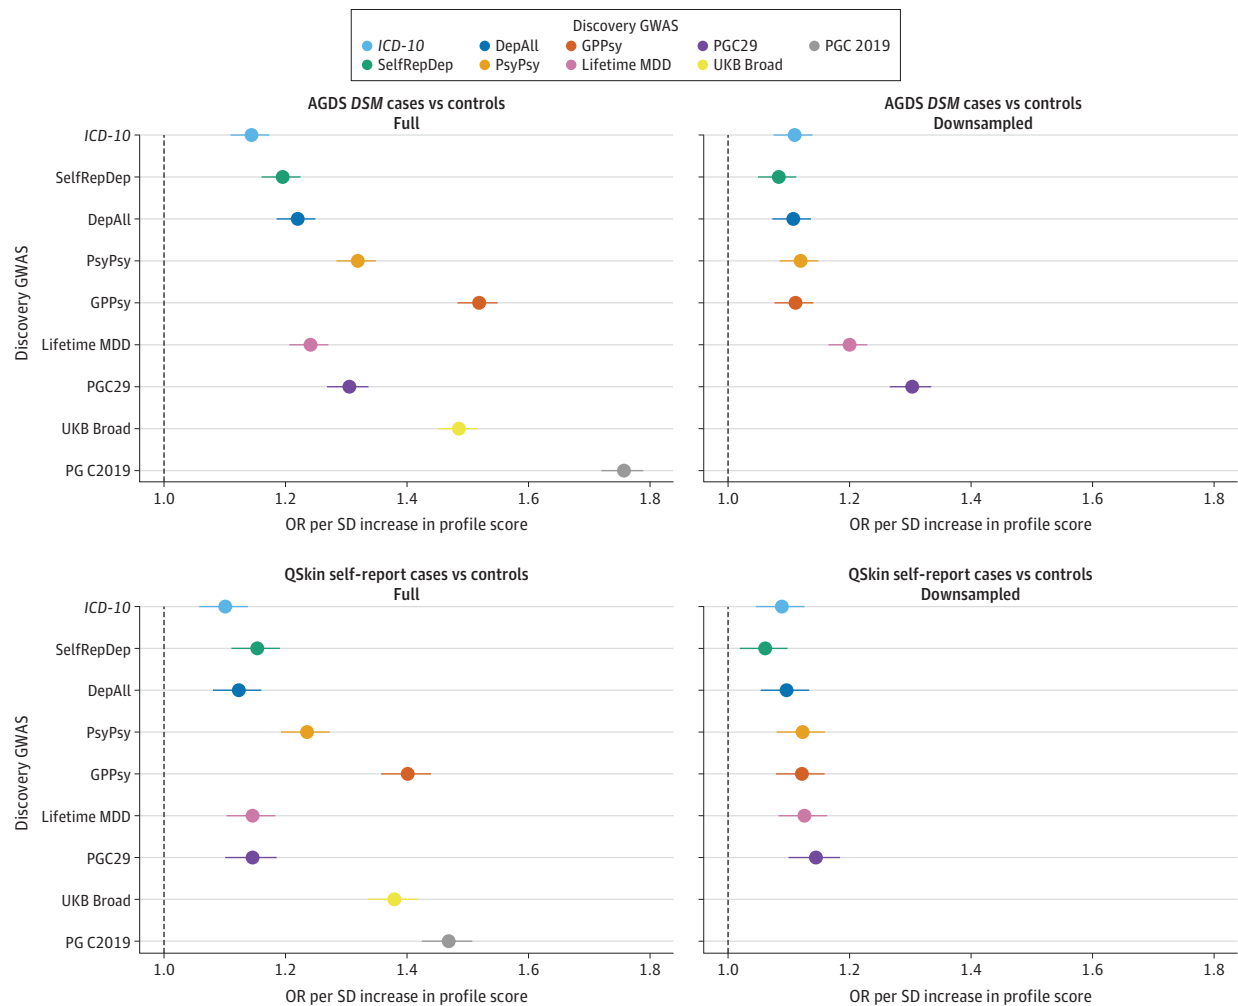 Discovery GWAS
ICD-10 DepAll GPPsy PGC29 PGC 2019
SelfRepDep PsyPsy Lifetime MDD UKB Broad
AGDS DSM cases vs controls
Full
Discovery GWAS
ICD-10
SelfRepDep
DepAll
PsyPsy
GPPsy
Lifetime MDD
PGC29
UKB Broad
PG C2019
1.0 1.2 1.4 1.6 1.8
OR per SD increase in profile score
AGDS DSM cases vs controls
Downsampled
1.0 1.2 1.4 1.6 1.8
OR per SD increase in profile score
QSkin self-report cases vs controls
Full
Discovery GWAS
ICD-10
SelfRepDep
DepAll
PsyPsy
GPPsy
Lifetime MDD
PGC29
UKB Broad
PG C2019
1.0 1.2 1.4 1.6 1.8
OR per SD increase in profile score
QSkin self-report cases vs controls
Downsampled
1.0 1.2 1.4 1.6 1.8
OR per SD increase in profile score